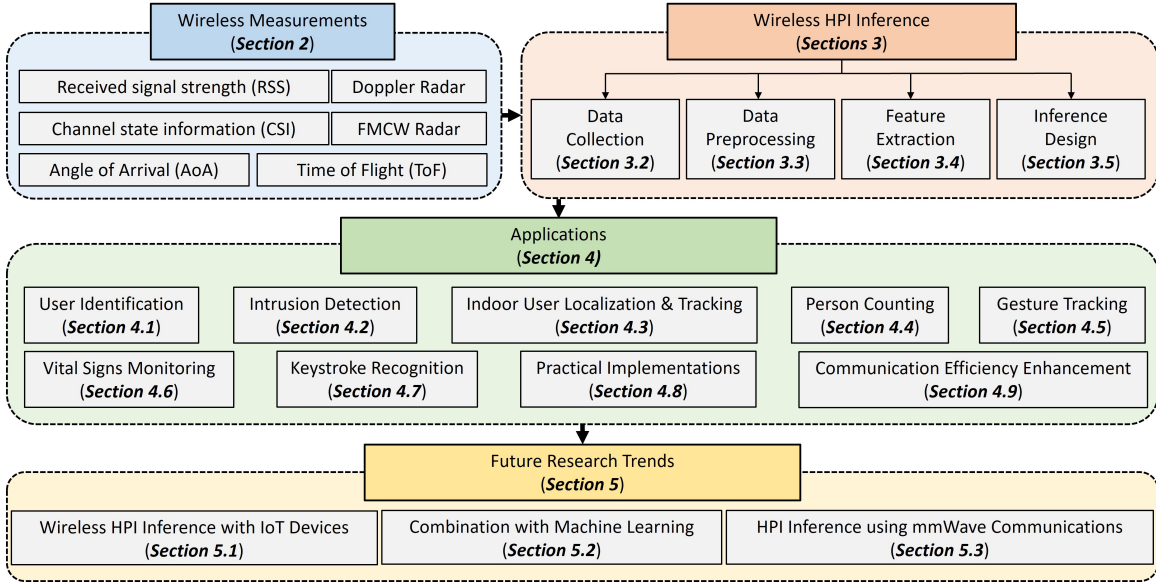 Wireless Measurements
(Section 2)
Received signal strength (RSS)
Doppler Radar
Channel state information (CSI)
FMCW Radar
Angle of Arrival (AoA)
Time of Flight (ToF)
Wireless HPI Inference
(Sections 3)
Data
Collection
(Section 3.2)
Data
Preprocessing
(Section 3.3)
Feature
Extraction
(Section 3.4)
Inference
Design
(Section 3.5)
Applications
(Section 4)
User Identification
(Section 4.1)
Intrusion Detection
(Section 4.2)
Indoor User Localization & Tracking
(Section 4.3)
Person Counting
(Section 4.4)
Gesture Tracking
(Section 4.5)
Vital Signs Monitoring
(Section 4.6)
Keystroke Recognition
(Section 4.7)
Practical Implementations
(Section 4.8)
Communication Efficiency Enhancement
(Section 4.9)
Future Research Trends
(Section 5)
Wireless HPI Inference with IoT Devices
(Section 5.1)
Combination with Machine Learning
(Section 5.2)
HPI Inference using mmWave Communications
(Section 5.3)